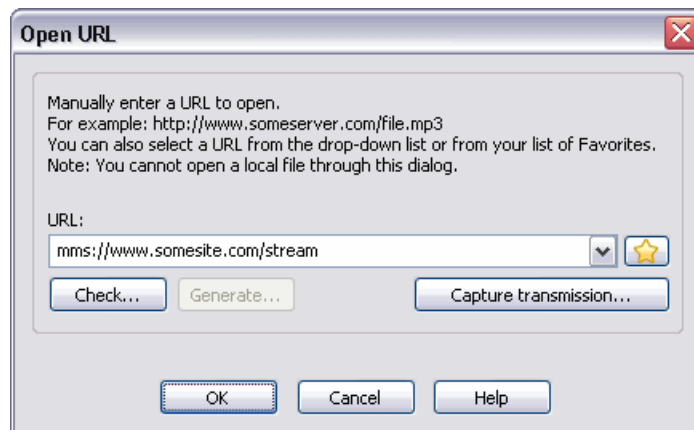 Open URL
Manually enter a URL to open.
For example: http://www.someserver.com/file.mp3
You can also select a URL from the drop-down list or from your list of Favorites.
Note: You cannot open a local file through this dialog.
URL:
mms://www.somesite.com/stream
Check... Generate... Capture transmission...
OK Cancel Help